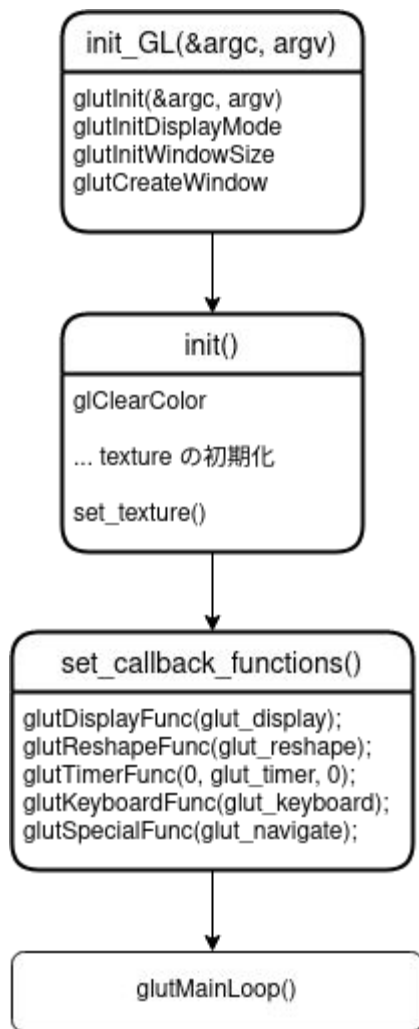 init_GL(&argc, argv)
glutInit(&argc, argv)
glutInitDisplayMode
glutInitWindowSize
glutCreateWindow
init()
glClearColor
... texture の初期化
set_texture()
set_callback_functions()
glutDisplayFunc(glut_display);
glutReshapeFunc(glut_reshape);
glutTimerFunc(0, glut_timer, 0);
glutKeyboardFunc(glut_keyboard);
glutSpecialFunc(glut_navigate);
glutMainLoop()